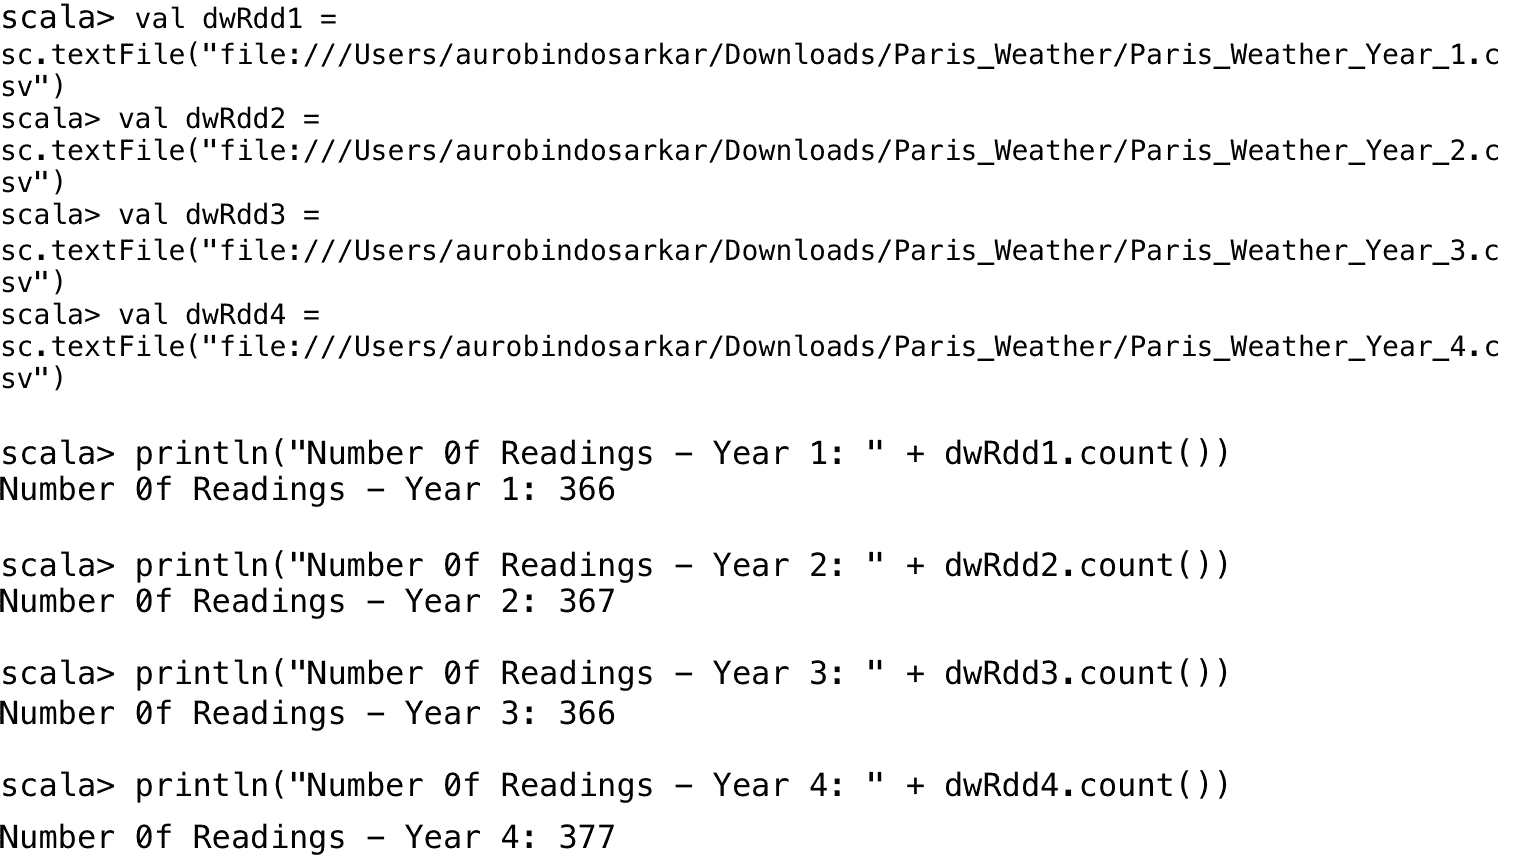 scala> val dwRdd1 =
sc.textFile("file:///Users/aurobindosarkar/Downloads/Paris_Weather/Paris_Weather_Year_1.c
sv")
scala> val dwRdd2 =
sc.textFile("file:///Users/aurobindosarkar/Downloads/Paris_Weather/Paris_Weather_Year_2.c
sv")
scala> val dwRdd3 =
sc.textFile("file:///Users/aurobindosarkar/Downloads/Paris_Weather/Paris_Weather_Year_3.c
sv")
scala> val dwRdd4 =
sc.textFile("file:///Users/aurobindosarkar/Downloads/Paris_Weather/Paris_Weather_Year_4.c
sv")
scala> println("Number 0f Readings – Year 1: " + dwRdd1.count())
Number 0f Readings – Year 1: 366
scala> println("Number 0f Readings – Year 2: " + dwRdd2.count())
Number 0f Readings – Year 2: 367
scala> println("Number 0f Readings – Year 3: " + dwRdd3.count())
Number 0f Readings – Year 3: 366
scala> println("Number 0f Readings – Year 4: " + dwRdd4.count())
Number 0f Readings – Year 4: 377